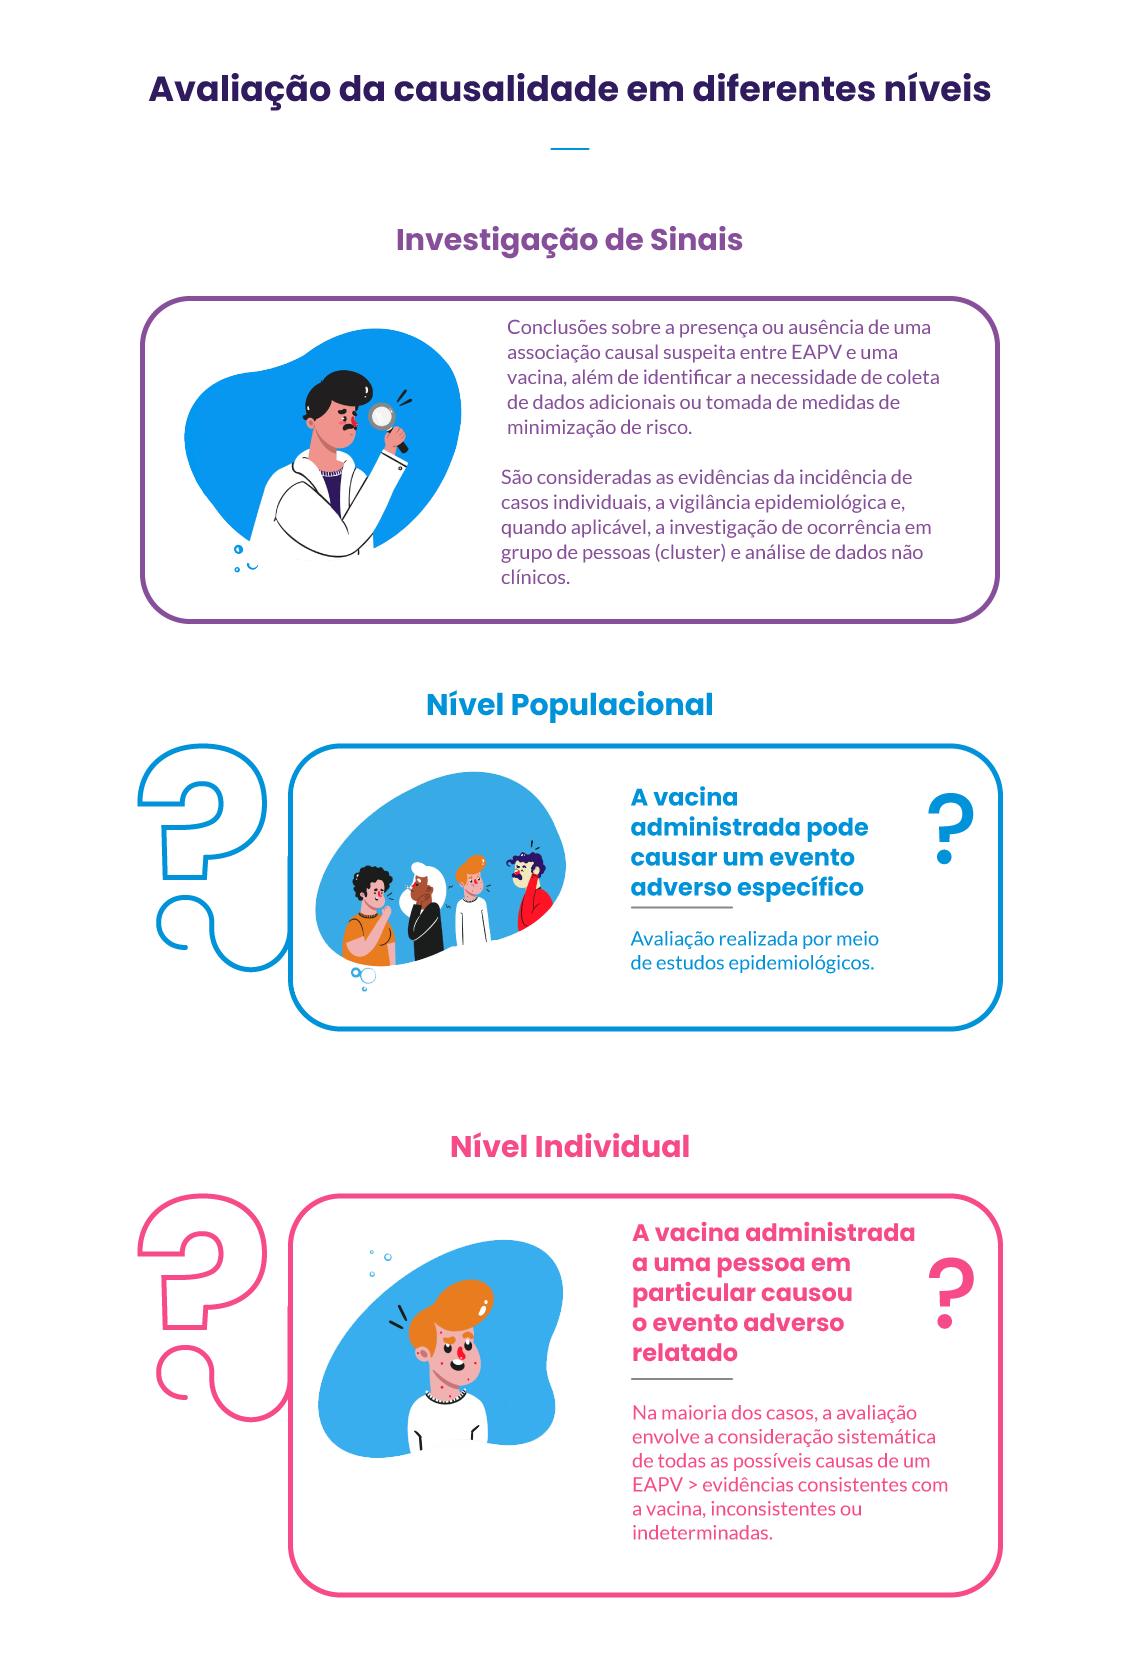 Avaliação da causalidade em diferentes níveis
Investigação de Sinais
Conclusões sobre a presença ou ausência de uma
associação causal suspeita entre EAPV e uma
vacina, além de identificar a necessidade de coleta
de dados adicionais ou tomada de medidas de
minimização de risco.
São consideradas as evidências da incidência de
casos individuais, a vigilância epidemiológica e,
quando aplicável, a investigação de ocorrência em
grupo de pessoas (cluster) e análise de dados não
clínicos.
Nível Populacional
?
A vacina
administrada pode
causar um evento
adverso específico
?
Avaliação realizada por meio
de estudos epidemiológicos.
Nível Individual
?
A vacina administrada
a uma pessoa em
particular causou
o evento adverso
relatado
?
Na maioria dos casos, a avaliação
envolve a consideração sistemática
de todas as possíveis causas de um
EAPV > evidências consistentes com
a vacina, inconsistentes ou
indeterminadas.